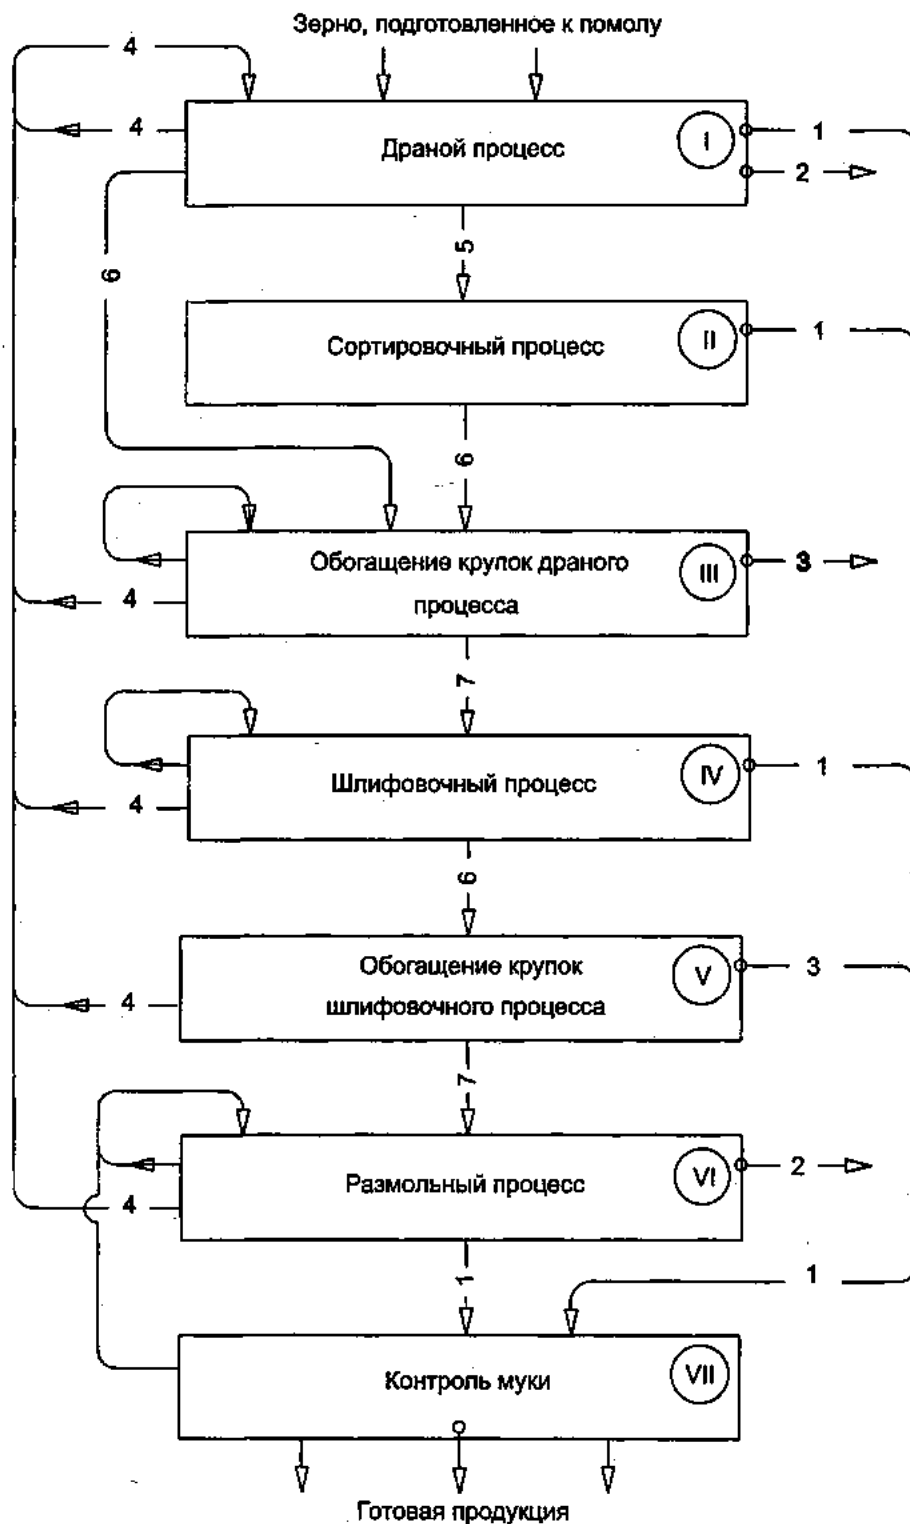 Зерно, подготовленное к помолу
4
4
Драной процесс
I
1
2
6
5
Сортировочный процесс
II
1
6
Обогащение крупок драного
процесса
III
3
4
7
Шлифовочный процесс
IV
1
4
6
Обогащение крупок
шлифовочного процесса
V
3
4
7
Размольный процесс
VI
2
4
1
1
Контроль муки
VII
Готовая продукция